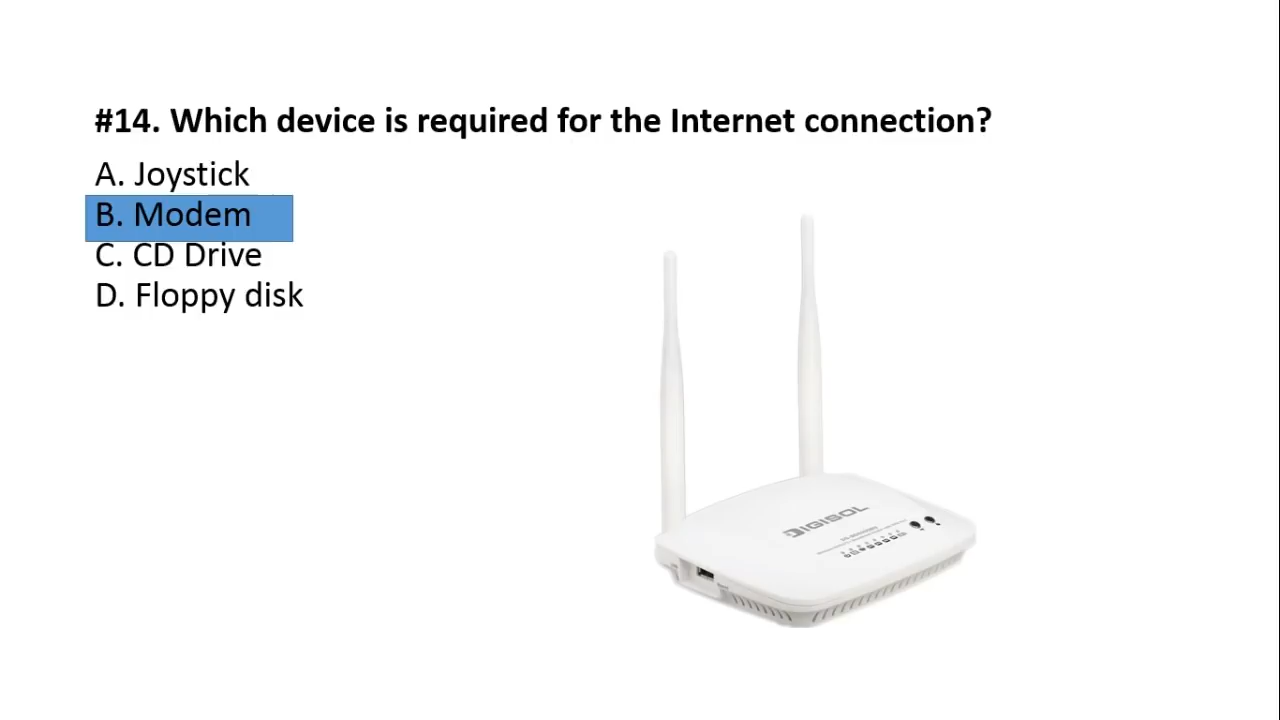 #14. Which device is required for the Internet connection?
A. Joystick
B. Modem
C. CD Drive
D. Floppy disk
DIGISOL